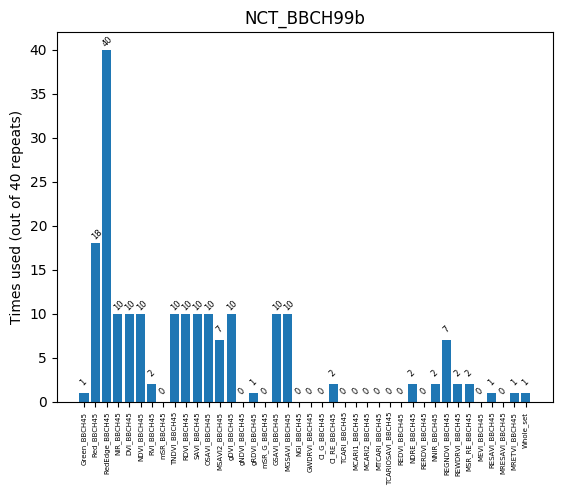 NCT_BBCH99b
Times used (out of 40 repeats)
40
35
30
25
20
15
10
5
0
1
18
40
10
10
10
2
0
10
10
10
10
7
10
0
1
0
10
10
0
0
0
2
0
0
0
0
0
0
2
0
2
7
2
2
0
1
0
1
1
Green_BBCH45
Red_BBCH45
RedEdge_BBCH45
NIR_BBCH45
DVI_BBCH45
NDVI_BBCH45
RVI_BBCH45
mSR_BBCH45
TNDVI_BBCH45
RDVI_BBCH45
SAVI_BBCH45
OSAVI_BBCH45
MSAVI2_BBCH45
gDVI_BBCH45
gNDVI_BBCH45
gRDVI_BBCH45
mSR_G_BBCH45
GSAVI_BBCH45
MGSAVI_BBCH45
NGI_BBCH45
GWDRVI_BBCH45
CI_G_BBCH45
CI_RE_BBCH45
TCARI_BBCH45
MCARI1_BBCH45
MCARI2_BBCH45
MTCARI_BBCH45
TCARIOSAVI_BBCH45
REDVI_BBCH45
NDRE_BBCH45
RERDVI_BBCH45
NNIR_BBCH45
REGNDVI_BBCH45
REWDRVI_BBCH45
MSR_RE_BBCH45
MEVI_BBCH45
RESAVI_BBCH45
MRESAVI_BBCH45
MRETVI_BBCH45
Whole_set